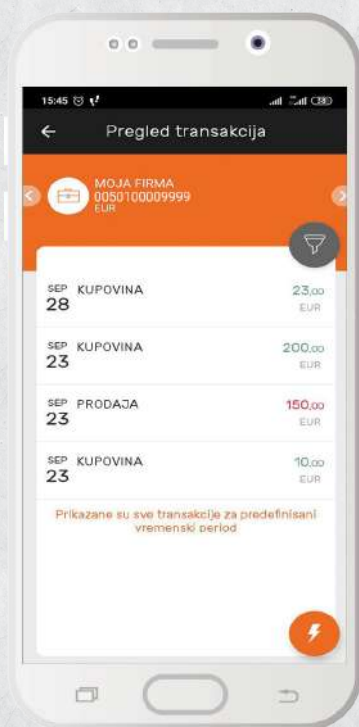 15:45
Pregled transakcija
MOJA FIRMA
0050100009999
EUR
SEP 28 KUPOVINA 23,00 EUR
SEP 23 KUPOVINA 200,00 EUR
SEP 23 PRODAJA 150,00 EUR
SEP 23 KUPOVINA 10,00 EUR
Prikazane su sve transakcije za predefinisani
vremenski period